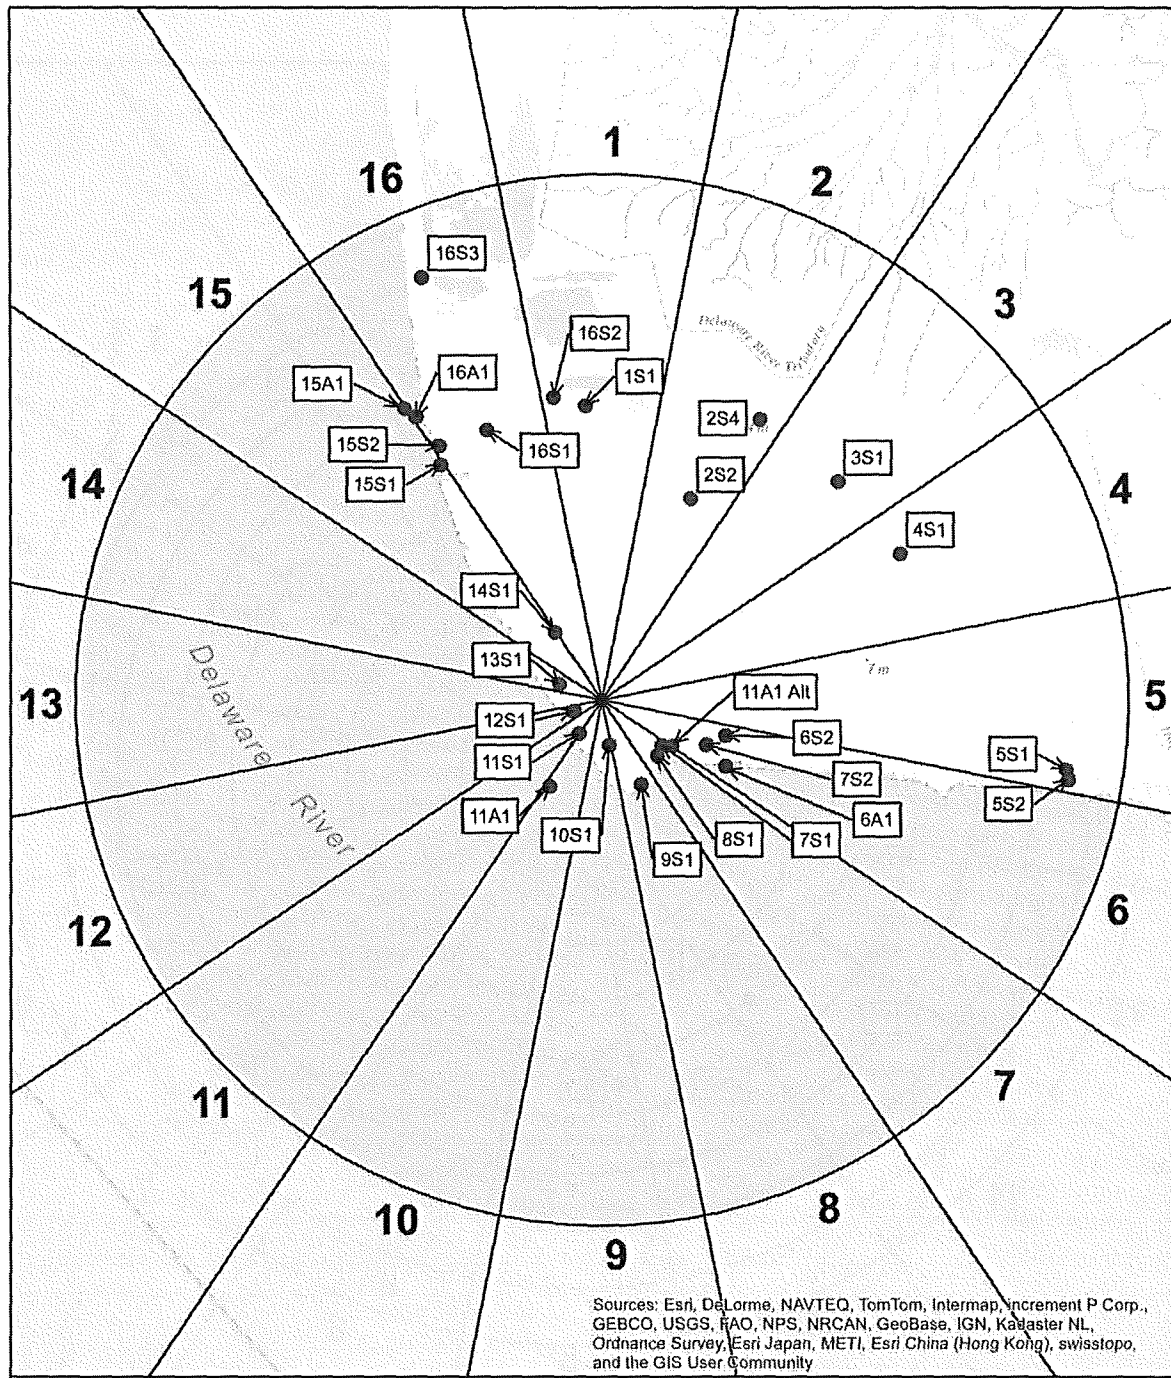 1
2
16
16S3
3
15
Delaware River Tributary
16S2
1S1
16A1
15A1
2S4
15S2
16S1
3S1
15S1
2S2
14
4
4S1
14S1
13S1
7 m
11A1 Alt
13
Delaware
River
5
12S1
6S2
5S1
11S1
7S2
5S2
11A1
10S1
6A1
8S1
7S1
9S1
6
12
7
11
10
8
9
Sources: Esri, DeLorme, NAVTEQ, TomTom, Intermap, increment P Corp.,
GEBCO, USGS, FAO, NPS, NRCAN, GeoBase, IGN, Kadaster NL,
Ordnance Survey, Esri Japan, METI, Esri China (Hong Kong), swisstopo,
and the GIS User Community